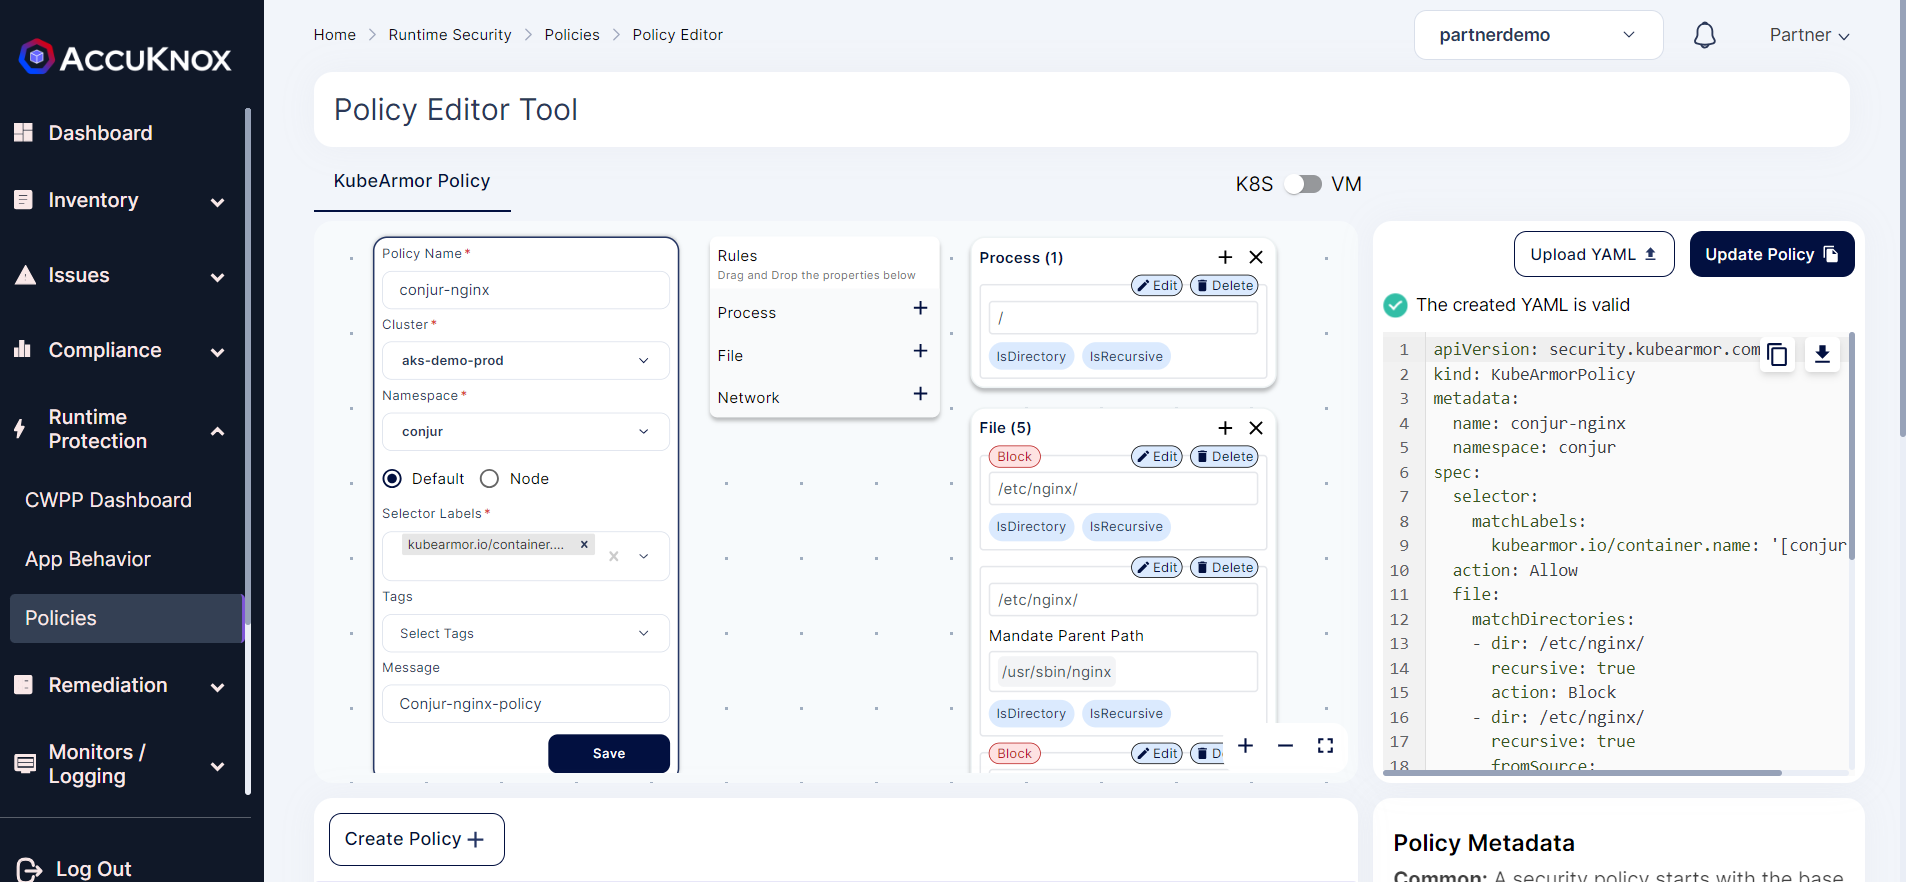 Home > Runtime Security > Policies > Policy Editor
partnerdemo
Partner
ACCUKNOX
Dashboard
Inventory
Issues
Compliance
Runtime
Protection
CWPP Dashboard
App Behavior
Policies
Remediation
Monitors /
Logging
Log Out
Policy Editor Tool
KubeArmor Policy
K8S VM
Policy Name*
conjur-nginx
Cluster*
aks-demo-prod
Namespace*
conjur
Default Node
Selector Labels*
kubearmor.io/container.... ×
Tags
Select Tags
Message
Conjur-nginx-policy
Save
Rules
Drag and Drop the properties below
Process +
File +
Network +
Process (1)
Edit Delete
/
IsDirectory IsRecursive
File (5)
Block Edit Delete
/etc/nginx/
IsDirectory IsRecursive
Edit Delete
/etc/nginx/
Mandate Parent Path
/usr/sbin/nginx
IsDirectory IsRecursive
Block Edit
Upload YAML
Update Policy
The created YAML is valid
1 apiVersion: security.kubearmor.com
2 kind: KubeArmorPolicy
3 metadata:
4 name: conjur-nginx
5 namespace: conjur
6 spec:
7 selector:
8 matchLabels:
9 kubearmor.io/container.name: '[conjur
10 action: Allow
11 file:
12 matchDirectories:
13 - dir: /etc/nginx/
14 recursive: true
15 action: Block
16 - dir: /etc/nginx/
17 recursive: true
18 fromSource:
Create Policy +
Policy Metadata
Common: A security policy starts with the base